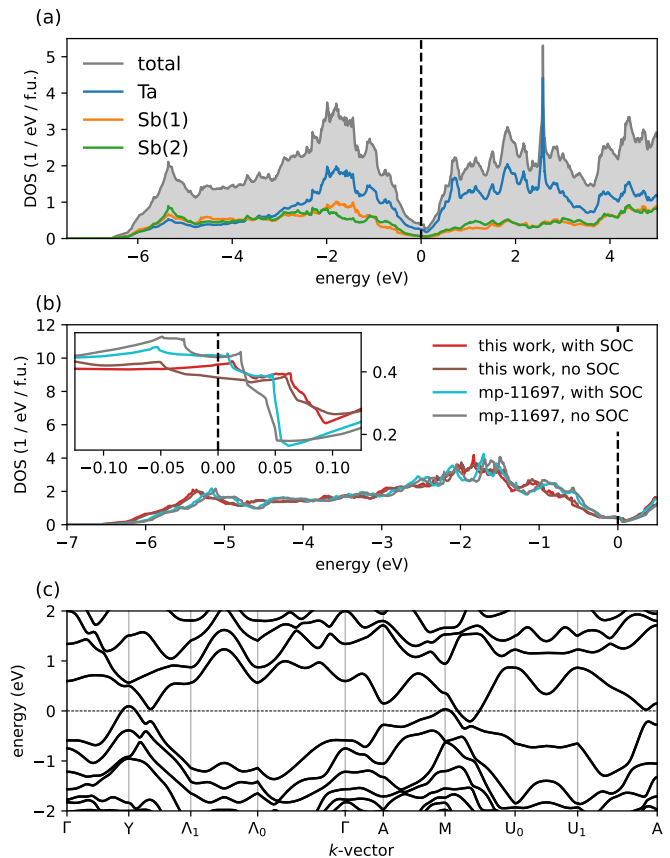 (a)
DOS (1 / eV / f.u.)
5
4
3
2
1
0
total
Ta
Sb(1)
Sb(2)
−6 −4 −2 0 2 4
energy (eV)
(b)
DOS (1 / eV / f.u.)
12
10
8
6
4
2
0
0.4
0.2
−0.10 −0.05 0.00 0.05 0.10
this work, with SOC
this work, no SOC
mp-11697, with SOC
mp-11697, no SOC
−7 −6 −5 −4 −3 −2 −1 0
energy (eV)
(c)
energy (eV)
2
1
0
−1
−2
Γ Y Λ1 Λ0 Γ A M U0 U1 A
k-vector